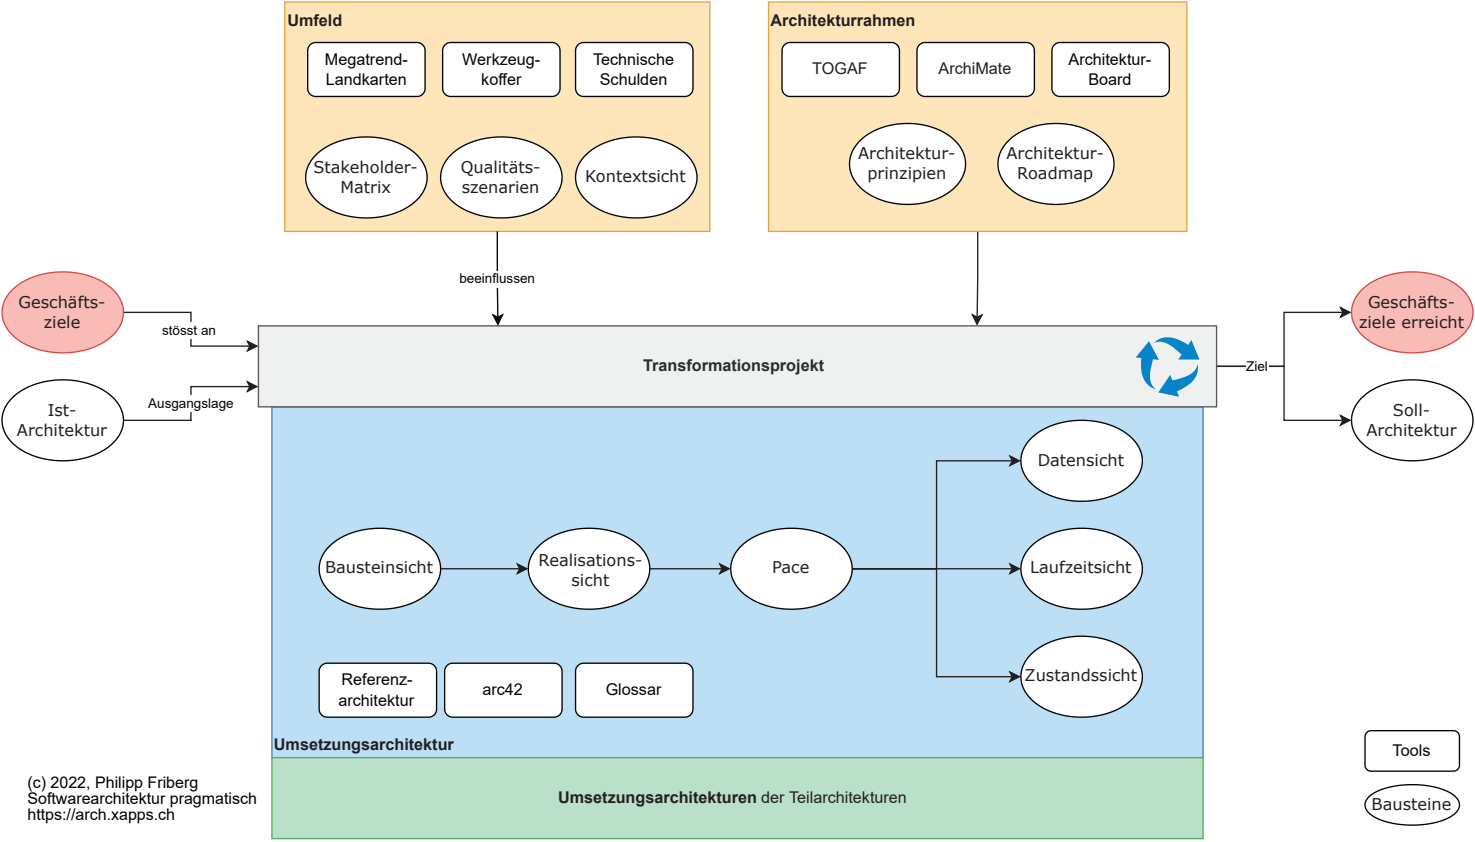 Umfeld
Megatrend-
Landkarten
Werkzeug-
koffer
Technische
Schulden
Stakeholder-
Matrix
Qualitäts-
szenarien
Kontextsicht
Architekturrahmen
TOGAF
ArchiMate
Architektur-
Board
Architektur-
prinzipien
Architektur-
Roadmap
beeinflussen
Geschäfts-
ziele
stösst an
Ist-
Architektur
Ausgangslage
Transformationsprojekt
Ziel
Geschäfts-
ziele erreicht
Soll-
Architektur
Bausteinsicht
Realisations-
sicht
Pace
Datensicht
Laufzeitsicht
Zustandssicht
Referenz-
architektur
arc42
Glossar
Umsetzungsarchitektur
Umsetzungsarchitekturen der Teilarchitekturen
(c) 2022, Philipp Friberg
Softwarearchitektur pragmatisch
https://arch.xapps.ch
Tools
Bausteine